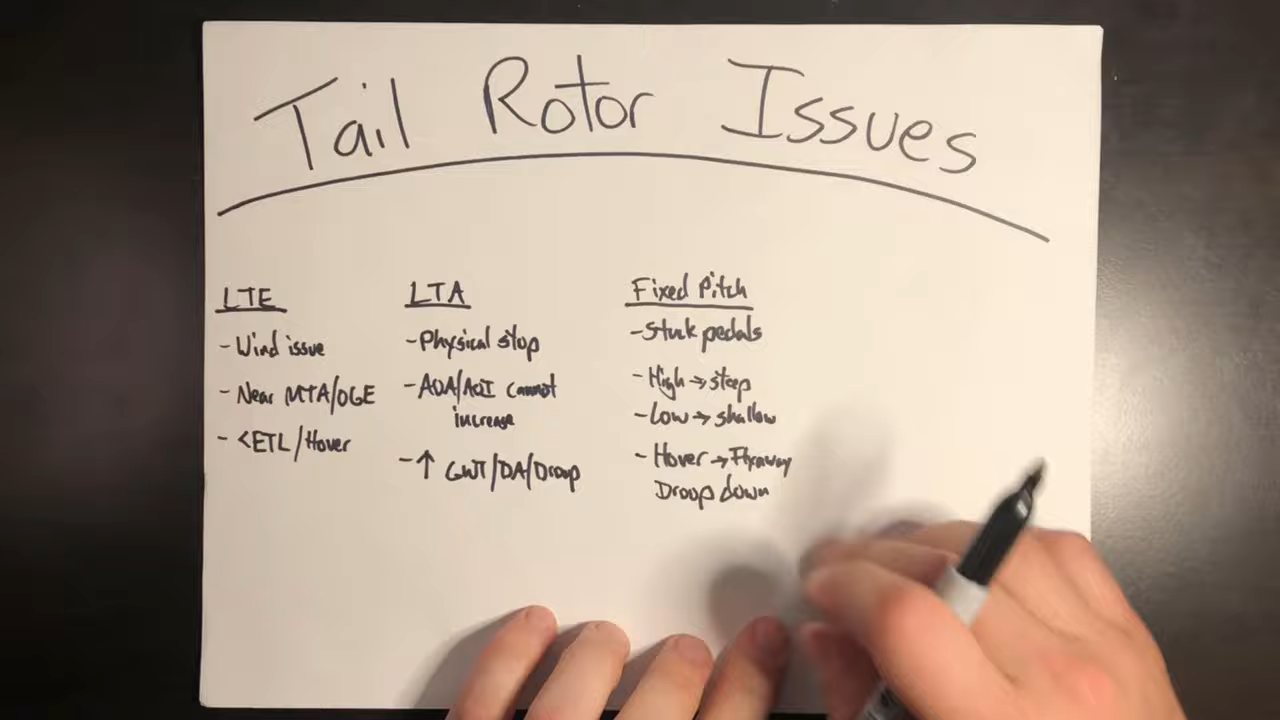 Tail Rotor Issues
LTE
- Wind issue
- Near MTA/OGE
- <ETL/Hover
LTA
- Physical stop
- AOA/AOI cannot
increase
- ↑ GWT/DA/Droop
Fixed Pitch
- Stuck pedals
- High → steep
- Low → shallow
- Hover → Flyaway
Droop down